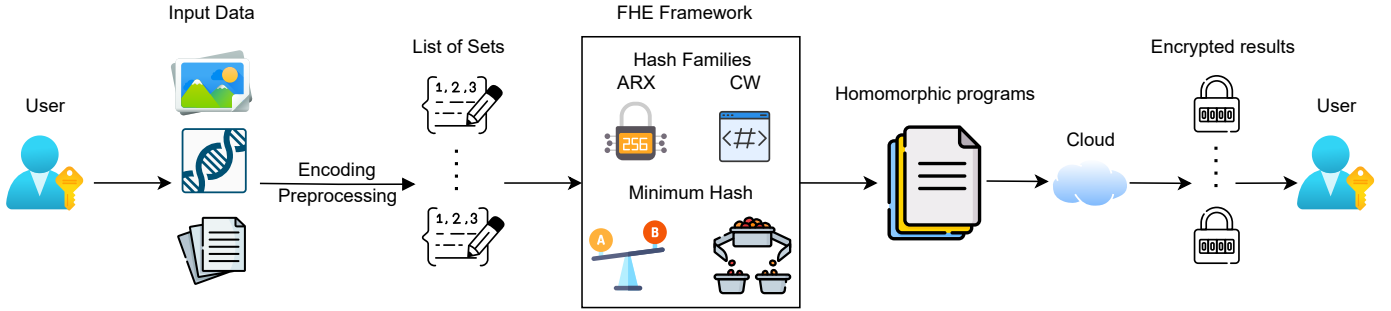 Input Data
FHE Framework
List of Sets
Encrypted results
Hash Families
ARX
CW
User
Homomorphic programs
User
1,2,3
256
<#>
Cloud
Encoding
Preprocessing
Minimum Hash
1,2,3
A
B
0000
0000